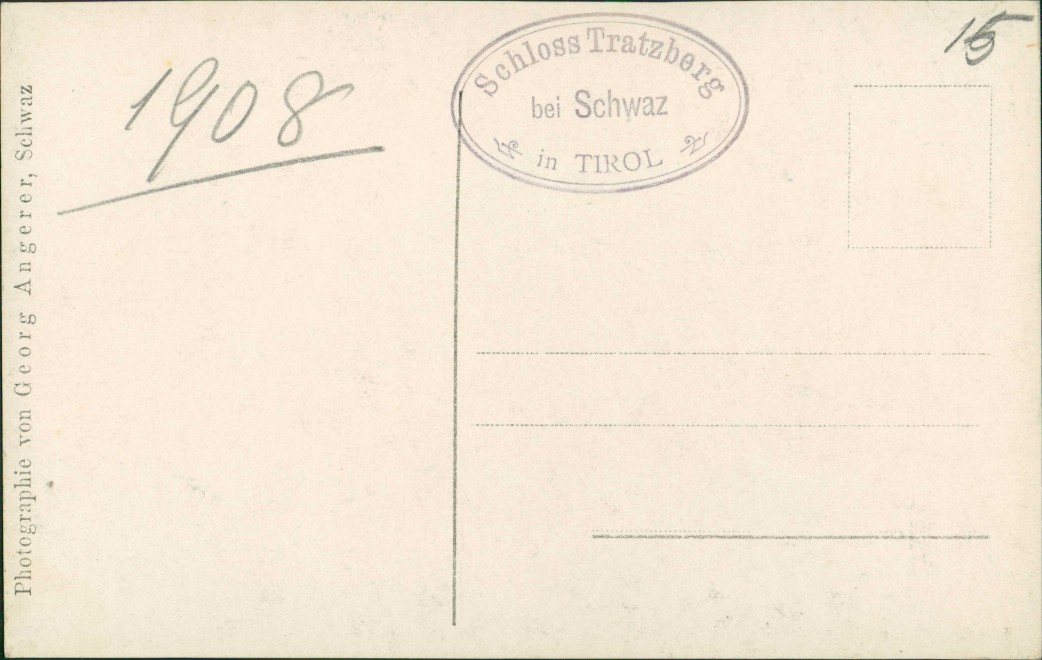 1908
Schloss Tratzberg
bei Schwaz
in TIROL
15
Photographie von Georg Angerer, Schwaz